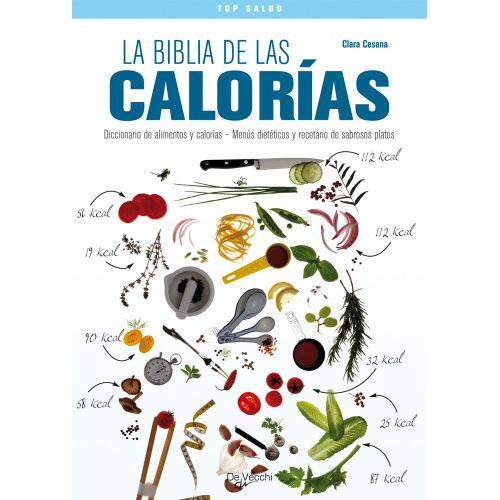 TOP SALUD
LA BIBLIA DE LAS
Clara Cesana
CALORÍAS
Diccionario de alimentos y calorías – Menús dietéticos y recetario de sabrosos platos
112 Kcal
56 Kcal
19 Kcal
112 Kcal
90 Kcal
32 Kcal
58 Kcal
25 Kcal
87 Kcal
De Vecchi